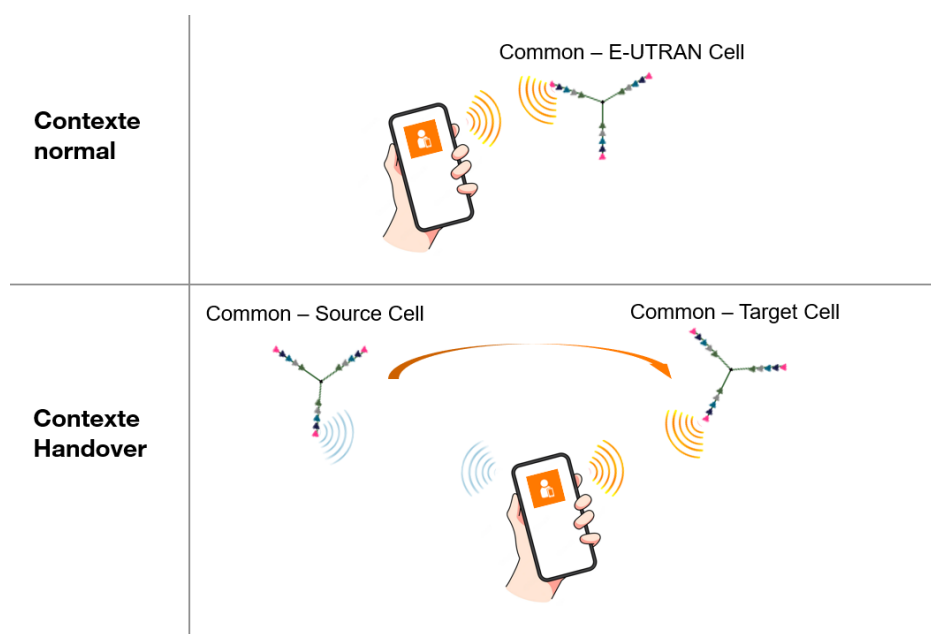 Common – E-UTRAN Cell
Contexte
normal
Common – Source Cell
Common – Target Cell
Contexte
Handover